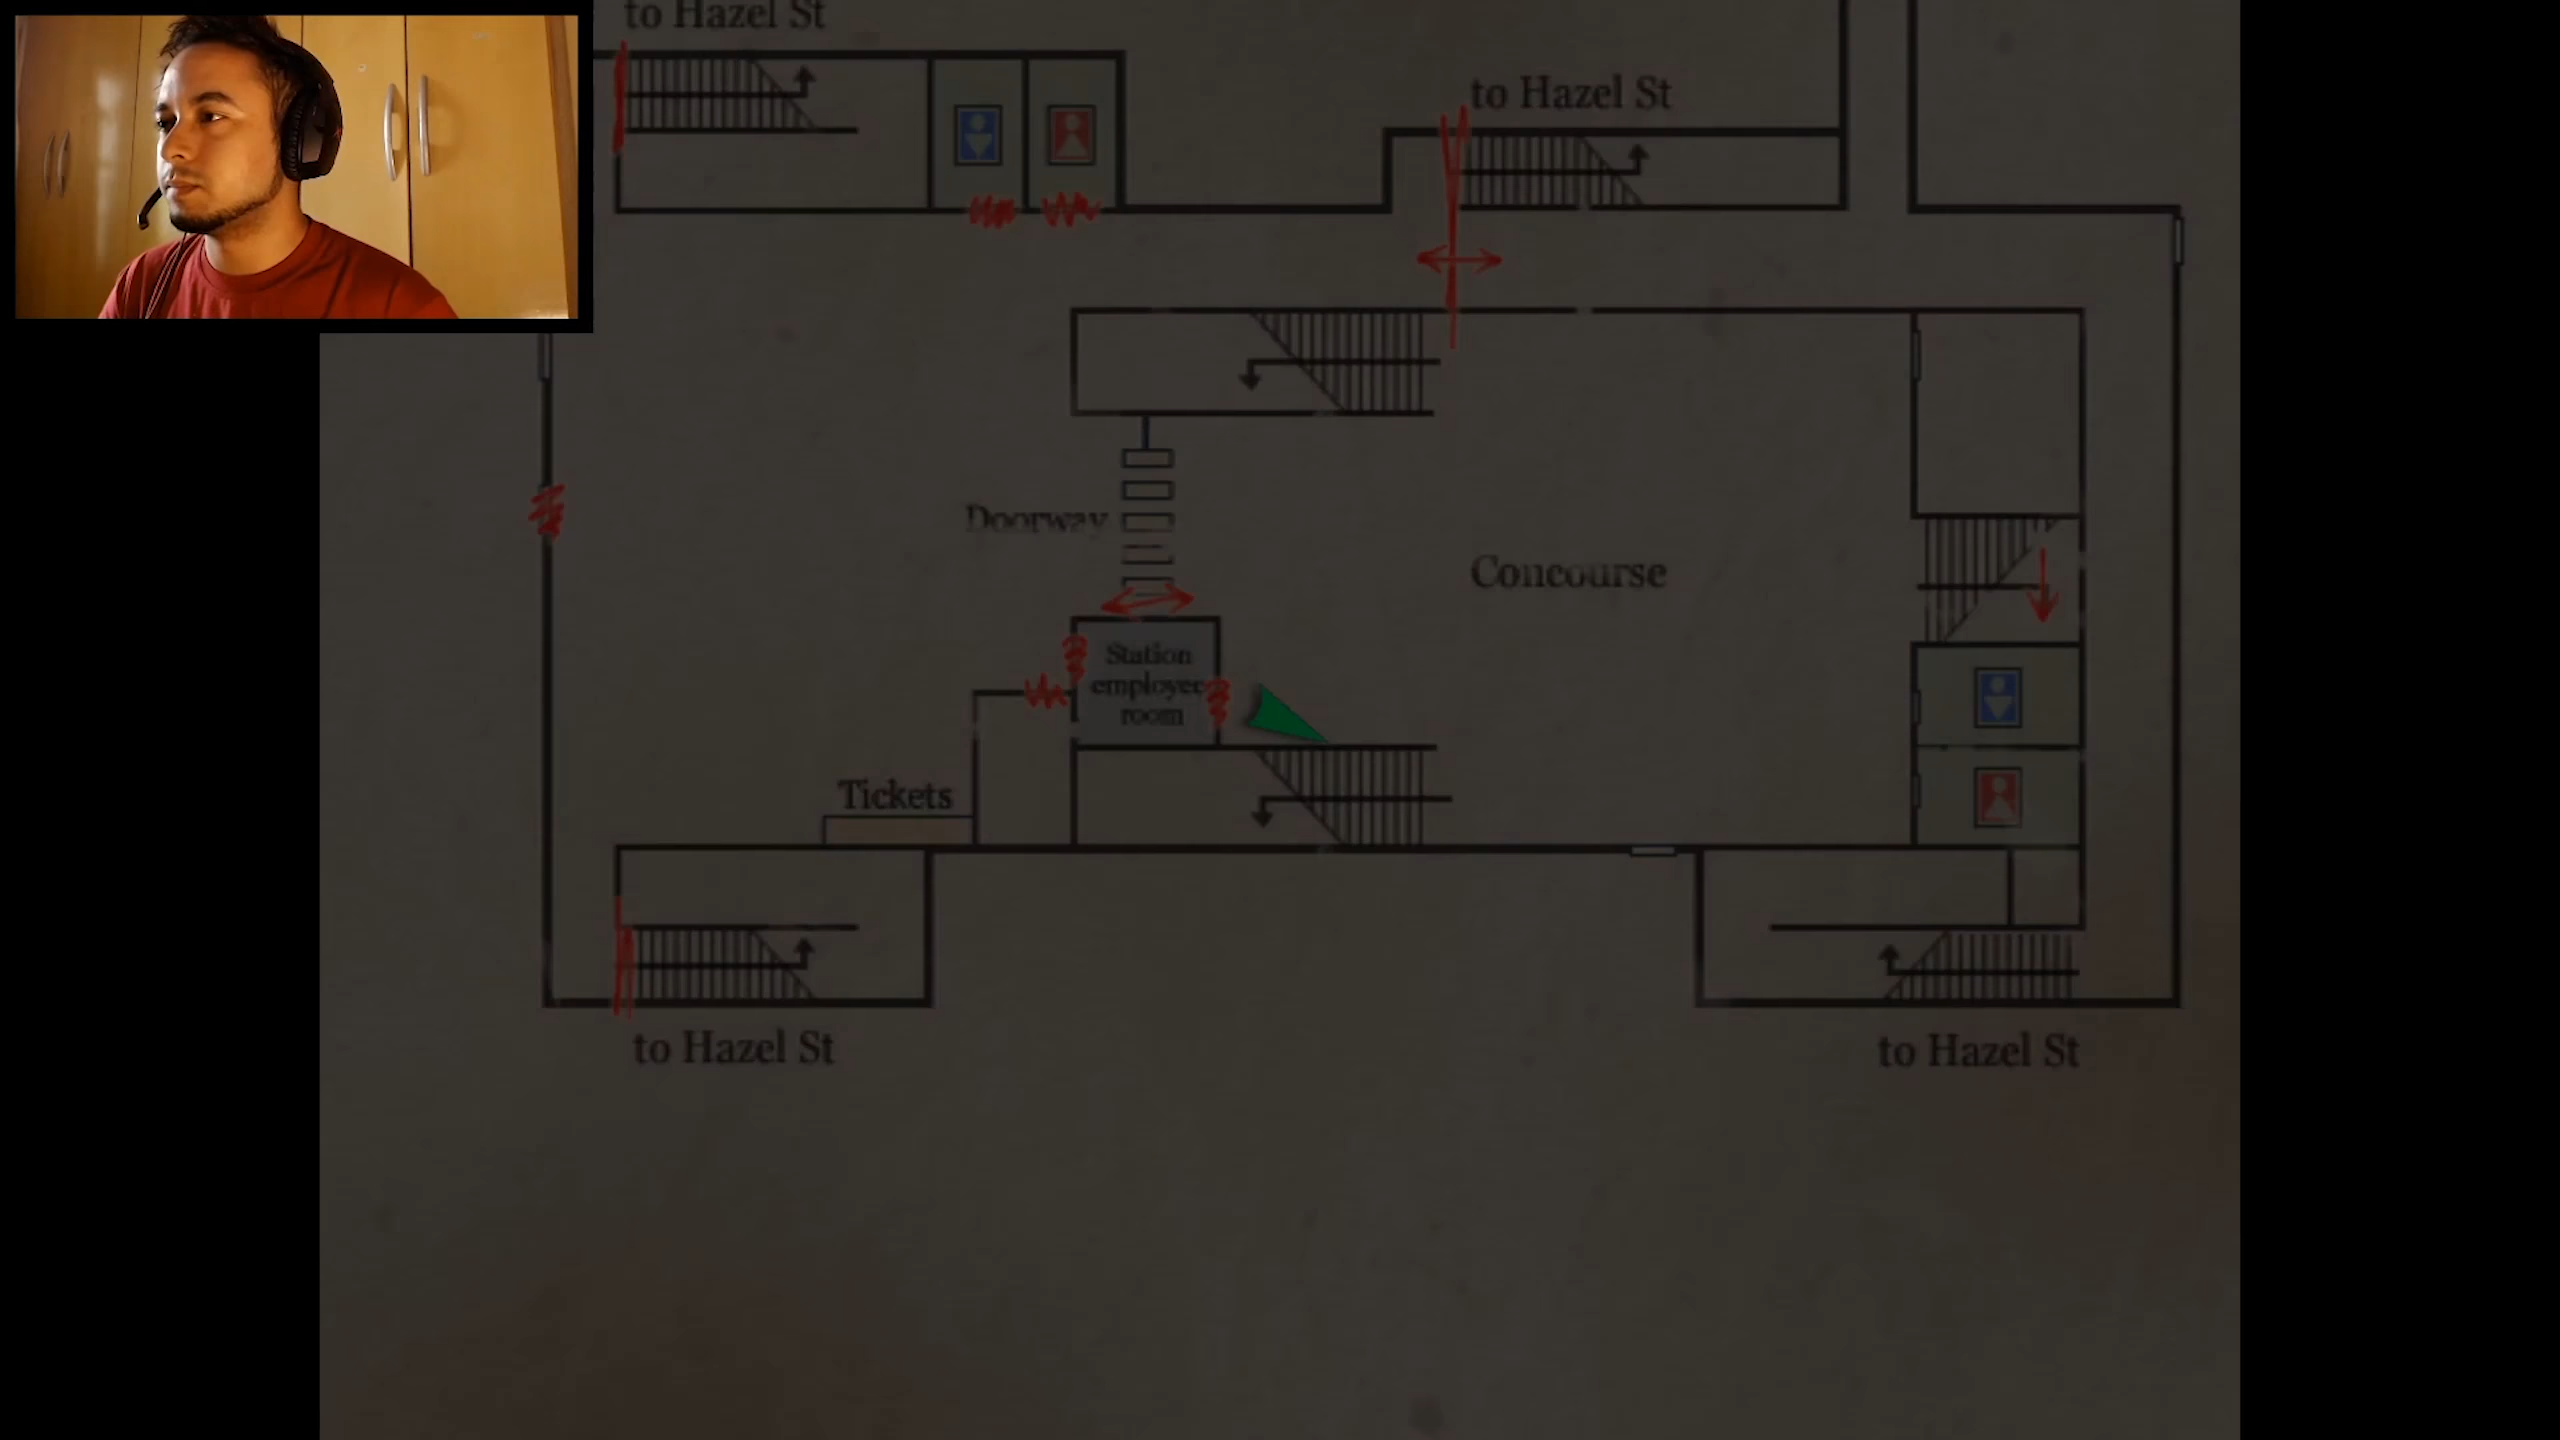 to Hazel St
to Hazel St
Doorway
Concourse
Station
employee
room
Tickets
to Hazel St
to Hazel St